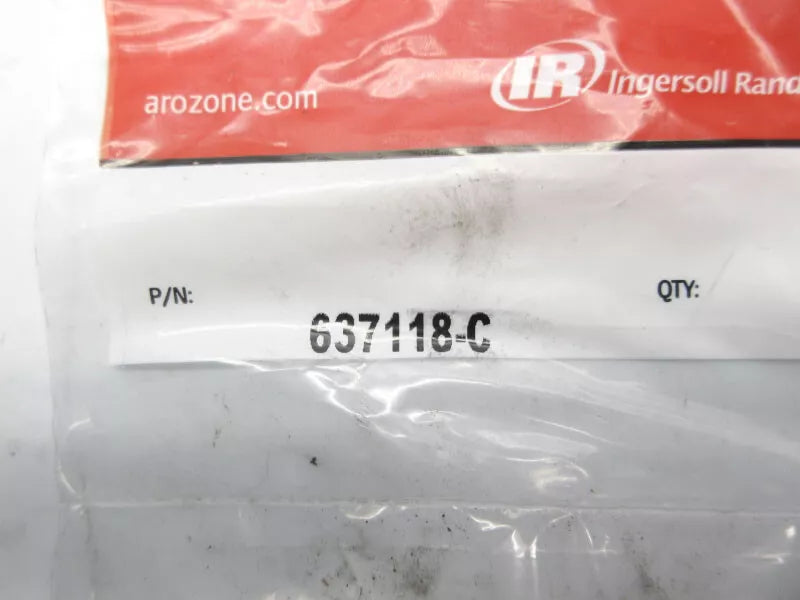 arozone.com
IR Ingersoll Rand
P/N:
QTY:
637118-C